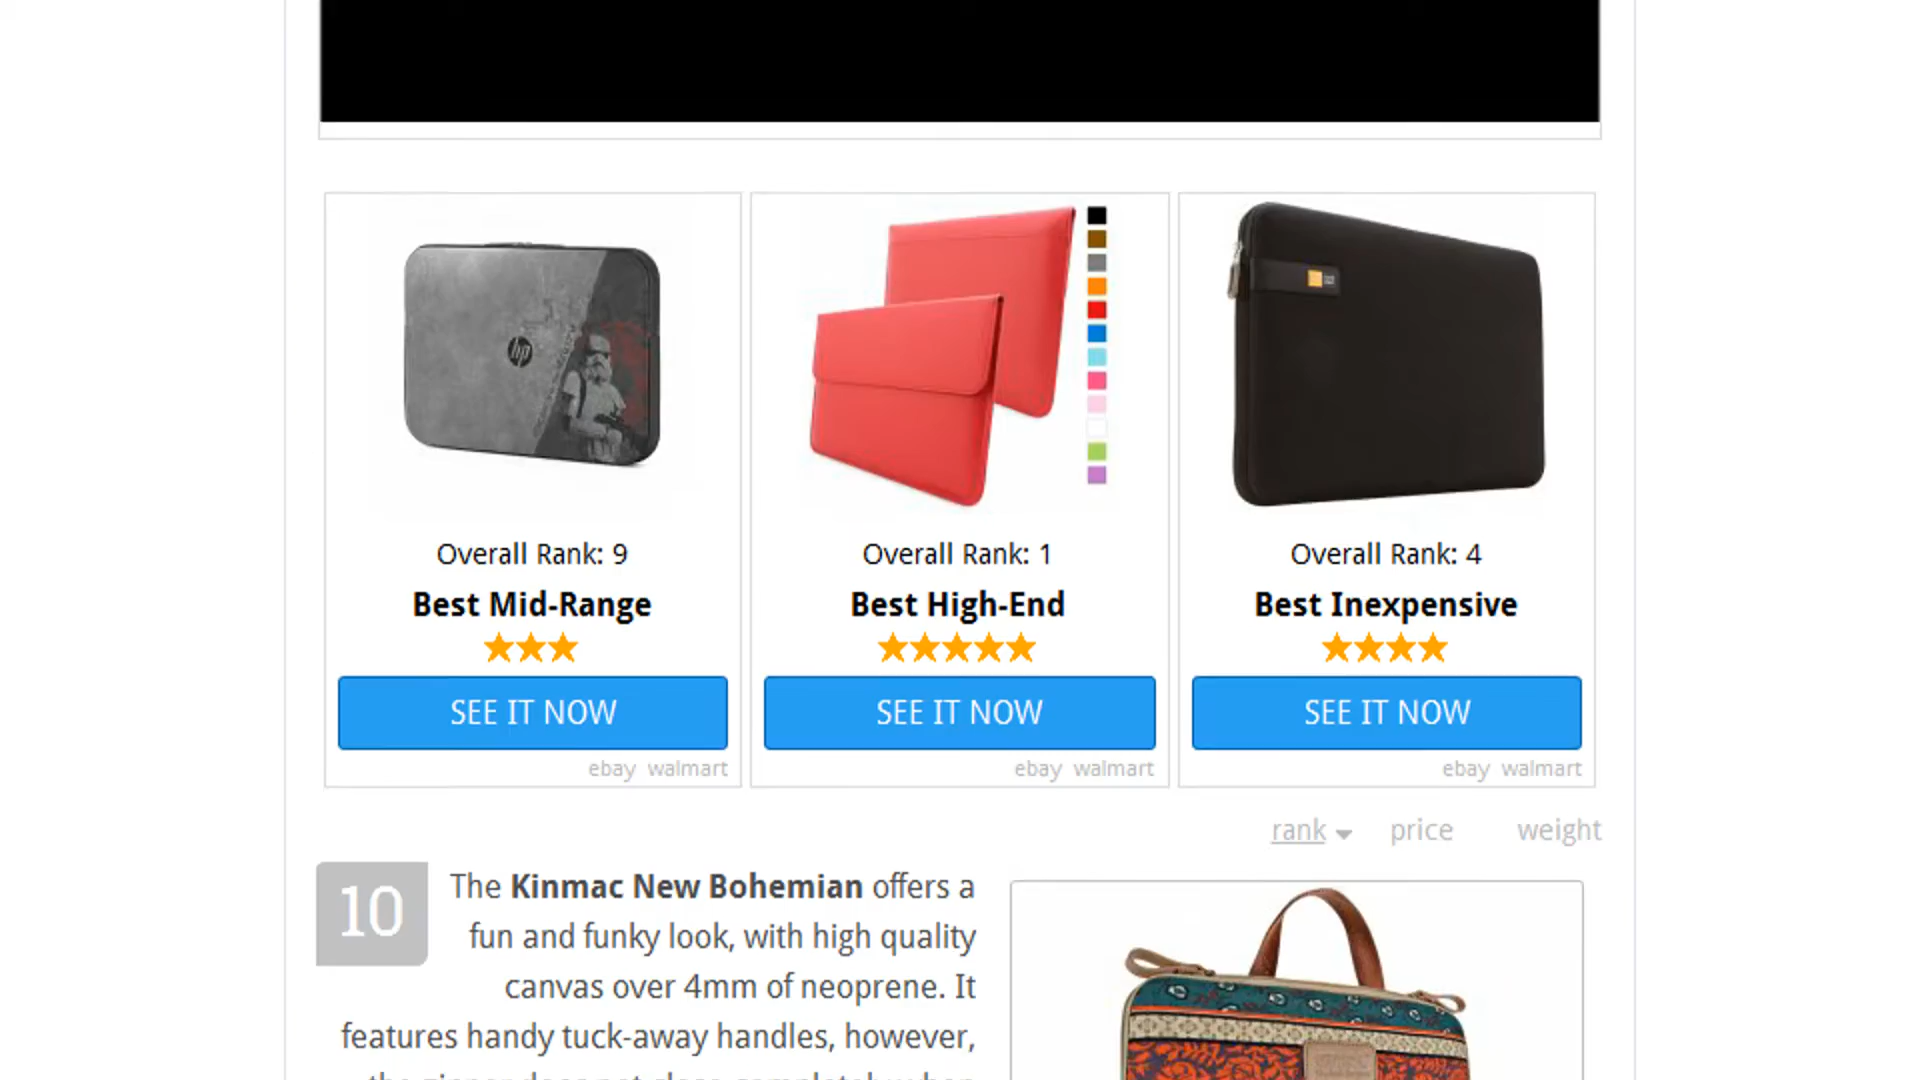 hp
Overall Rank: 9
Best Mid-Range
SEE IT NOW
ebay walmart
Overall Rank: 1
Best High-End
SEE IT NOW
ebay walmart
Overall Rank: 4
Best Inexpensive
SEE IT NOW
ebay walmart
rank price weight
10
The Kinmac New Bohemian offers a
fun and funky look, with high quality
canvas over 4mm of neoprene. It
features handy tuck-away handles, however,